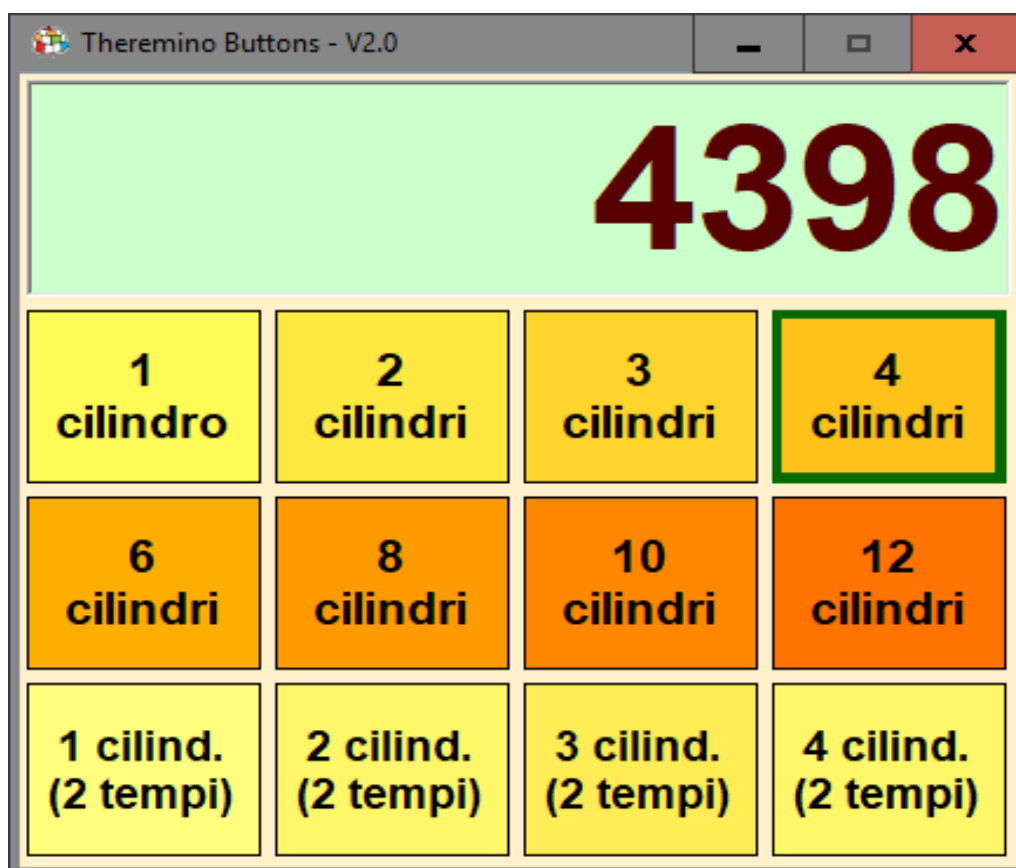 Theremino Buttons - V2.0
4398
1
cilindro
2
cilindri
3
cilindri
4
cilindri
6
cilindri
8
cilindri
10
cilindri
12
cilindri
1 cilind.
(2 tempi)
2 cilind.
(2 tempi)
3 cilind.
(2 tempi)
4 cilind.
(2 tempi)